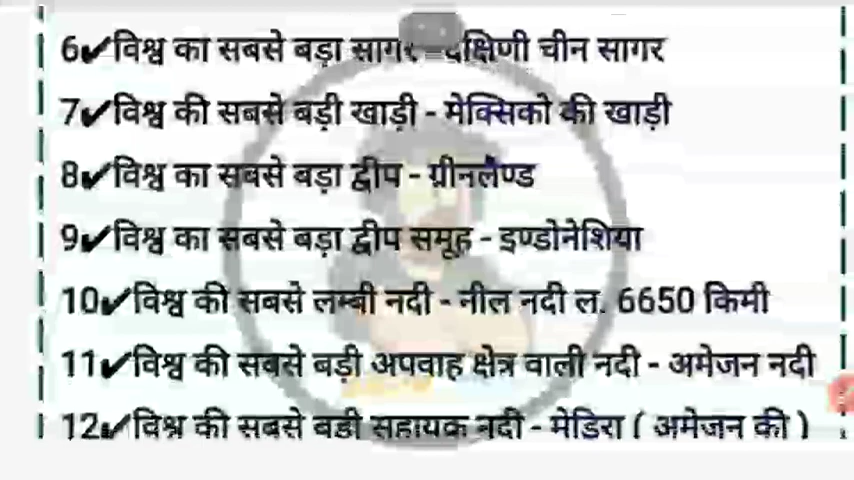 6✔विश्व का सबसे बड़ा सागर - दक्षिणी चीन सागर
7✔विश्व की सबसे बड़ी खाड़ी - मेक्सिको की खाड़ी
8✔विश्व का सबसे बड़ा द्वीप - ग्रीनलैण्ड
9✔विश्व का सबसे बड़ा द्वीप समूह - इण्डोनेशिया
10✔विश्व की सबसे लम्बी नदी - नील नदी ल. 6650 किमी
11✔विश्व की सबसे बड़ी अपवाह क्षेत्र वाली नदी - अमेजन नदी
12✔विश्व की सबसे बडी सहायक नदी - मेडिरा ( अमेजन की )